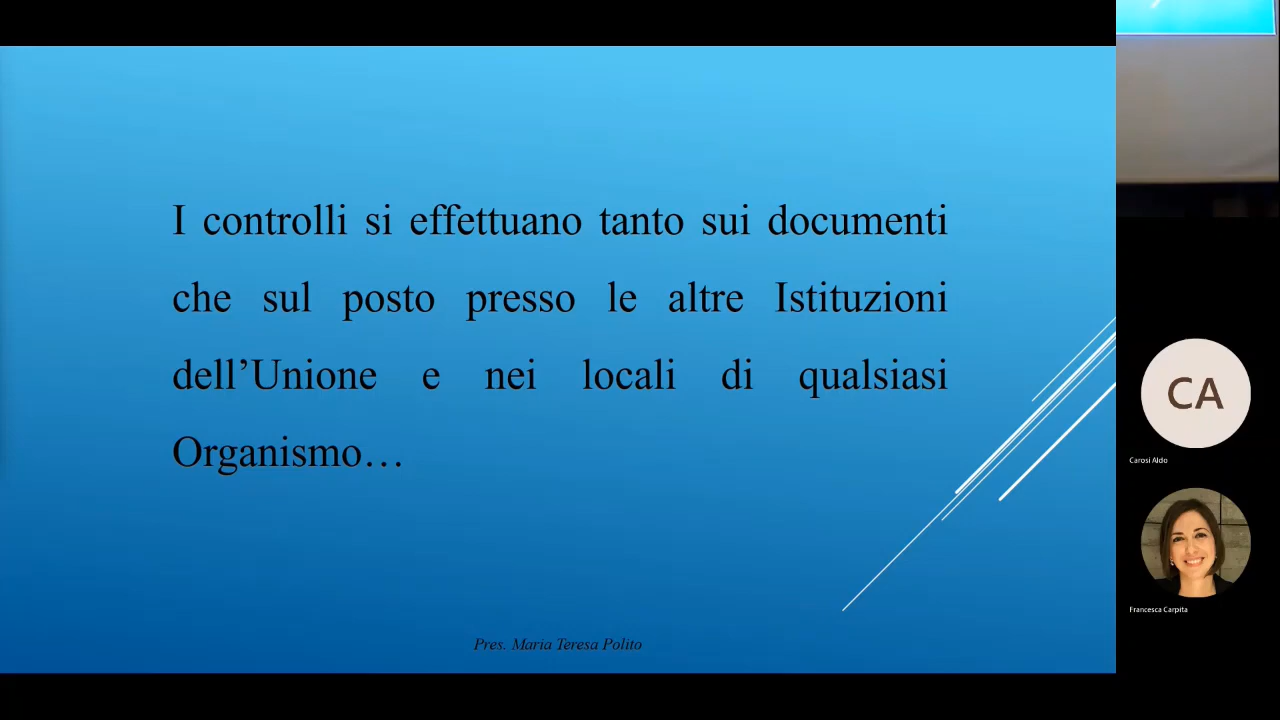 I controlli si effettuano tanto sui documenti
che sul posto presso le altre Istituzioni
dell’Unione e nei locali di qualsiasi
Organismo…
Pres. Maria Teresa Polito
CA
Carosi Aldo
Francesca Carpita